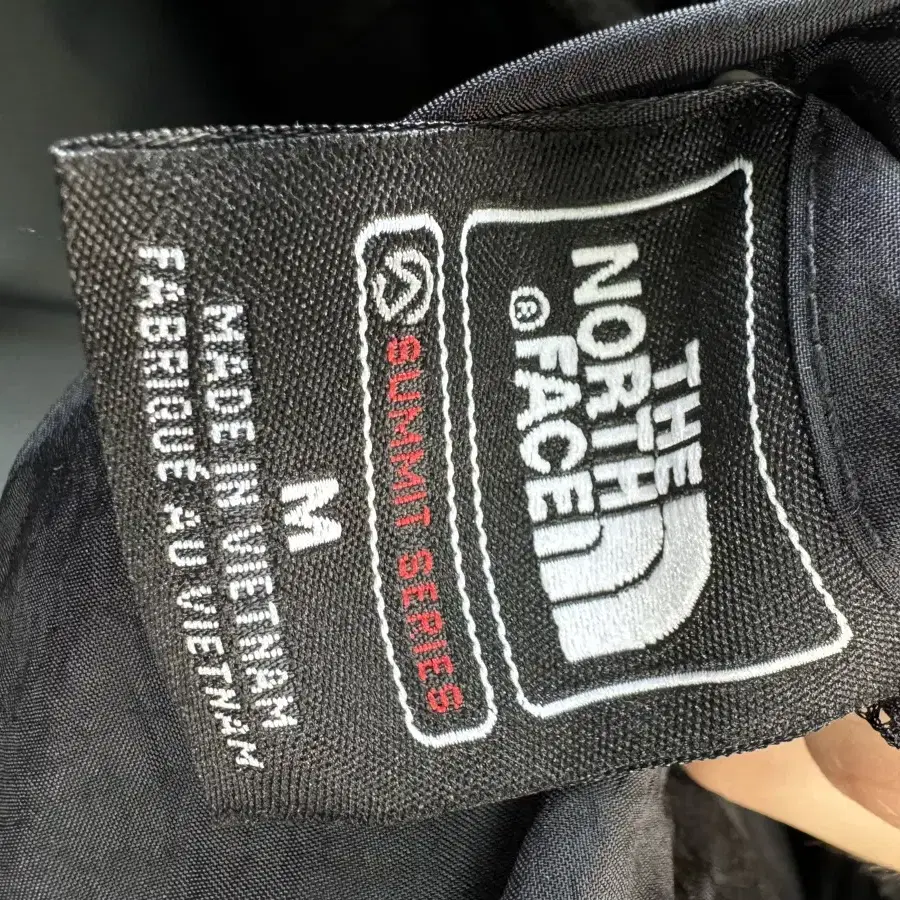 THE
NORTH
FACE®
SUMMIT SERIES
M
MADE IN VIETNAM
FABRIQUÉ AU VIETNAM